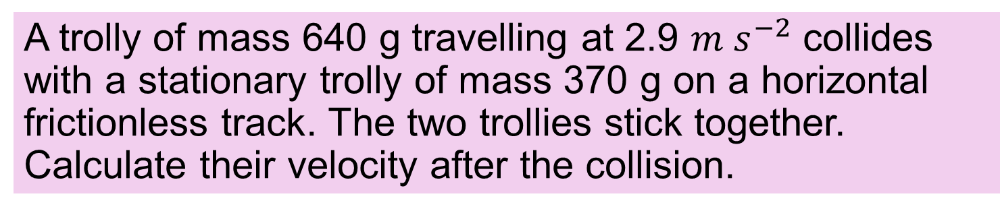 A trolly of mass 640 g travelling at 2.9 m s⁻² collides
with a stationary trolly of mass 370 g on a horizontal
frictionless track. The two trollies stick together.
Calculate their velocity after the collision.